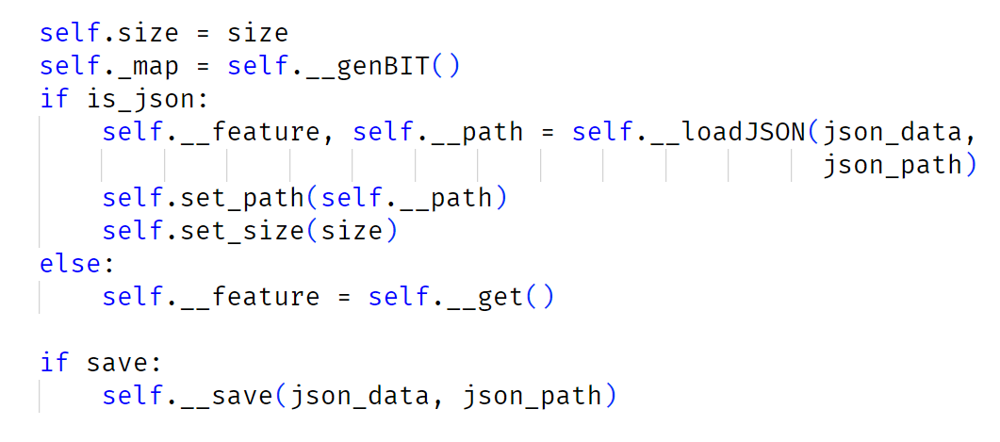 self.size = size
self._map = self.__genBIT()
if is_json:
    self.__feature, self.__path = self.__loadJSON(json_data,
                                                  json_path)
    self.set_path(self.__path)
    self.set_size(size)
else:
    self.__feature = self.__get()

if save:
    self.__save(json_data, json_path)